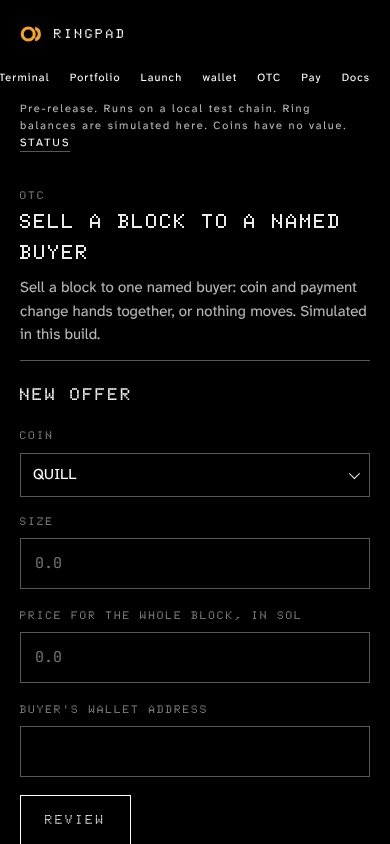 RINGPAD
Terminal Portfolio Launch wallet OTC Pay Docs
Pre-release. Runs on a local test chain. Ring
balances are simulated here. Coins have no value.
STATUS
OTC
SELL A BLOCK TO A NAMED
BUYER
Sell a block to one named buyer: coin and payment
change hands together, or nothing moves. Simulated
in this build.
NEW OFFER
COIN
QUILL
SIZE
0.0
PRICE FOR THE WHOLE BLOCK, IN SOL
0.0
BUYER'S WALLET ADDRESS
REVIEW